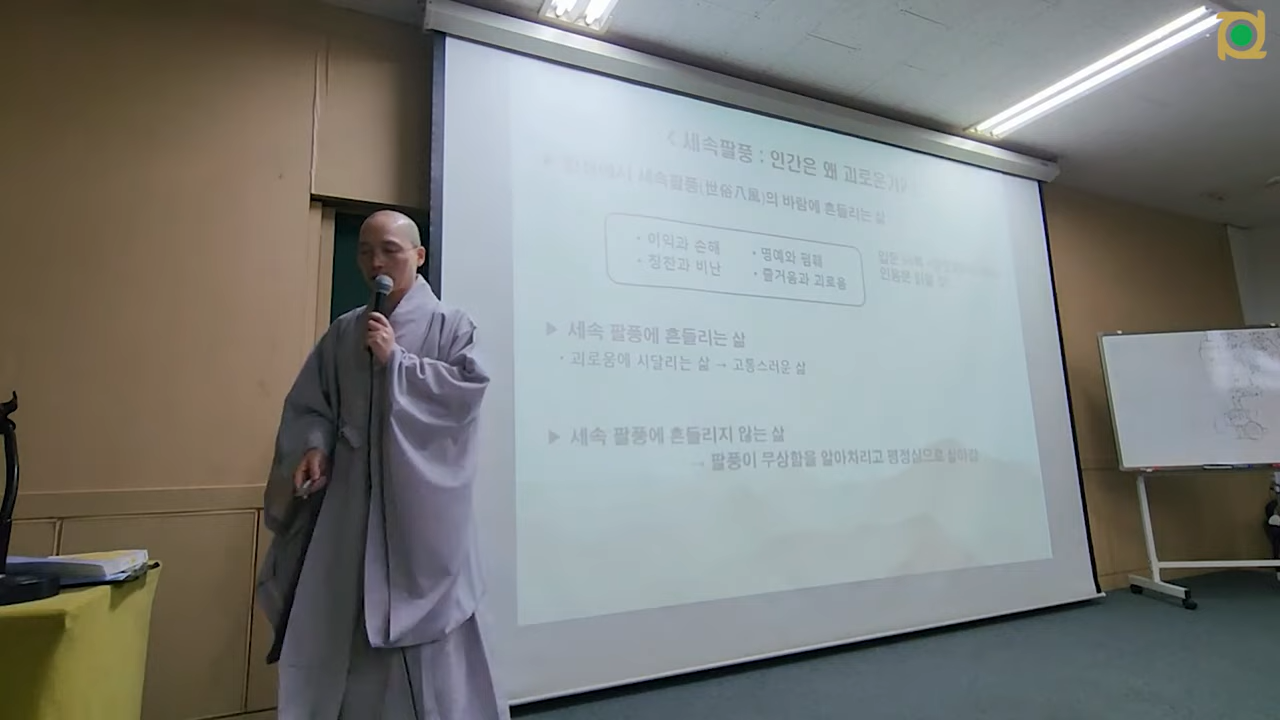 < 세속팔풍 : 인간은 왜 괴로운가
세속팔풍(世俗八風)의 바람에 흔들리는 삶
· 이익과 손해
· 명예와 폄훼
· 칭찬과 비난
· 즐거움과 괴로움
▶ 세속 팔풍에 흔들리는 삶
· 괴로움에 시달리는 삶 → 고통스러운 삶
▶ 세속 팔풍에 흔들리지 않는 삶
→ 팔풍이 무상함을 알아차리고 평정심으로 살아감